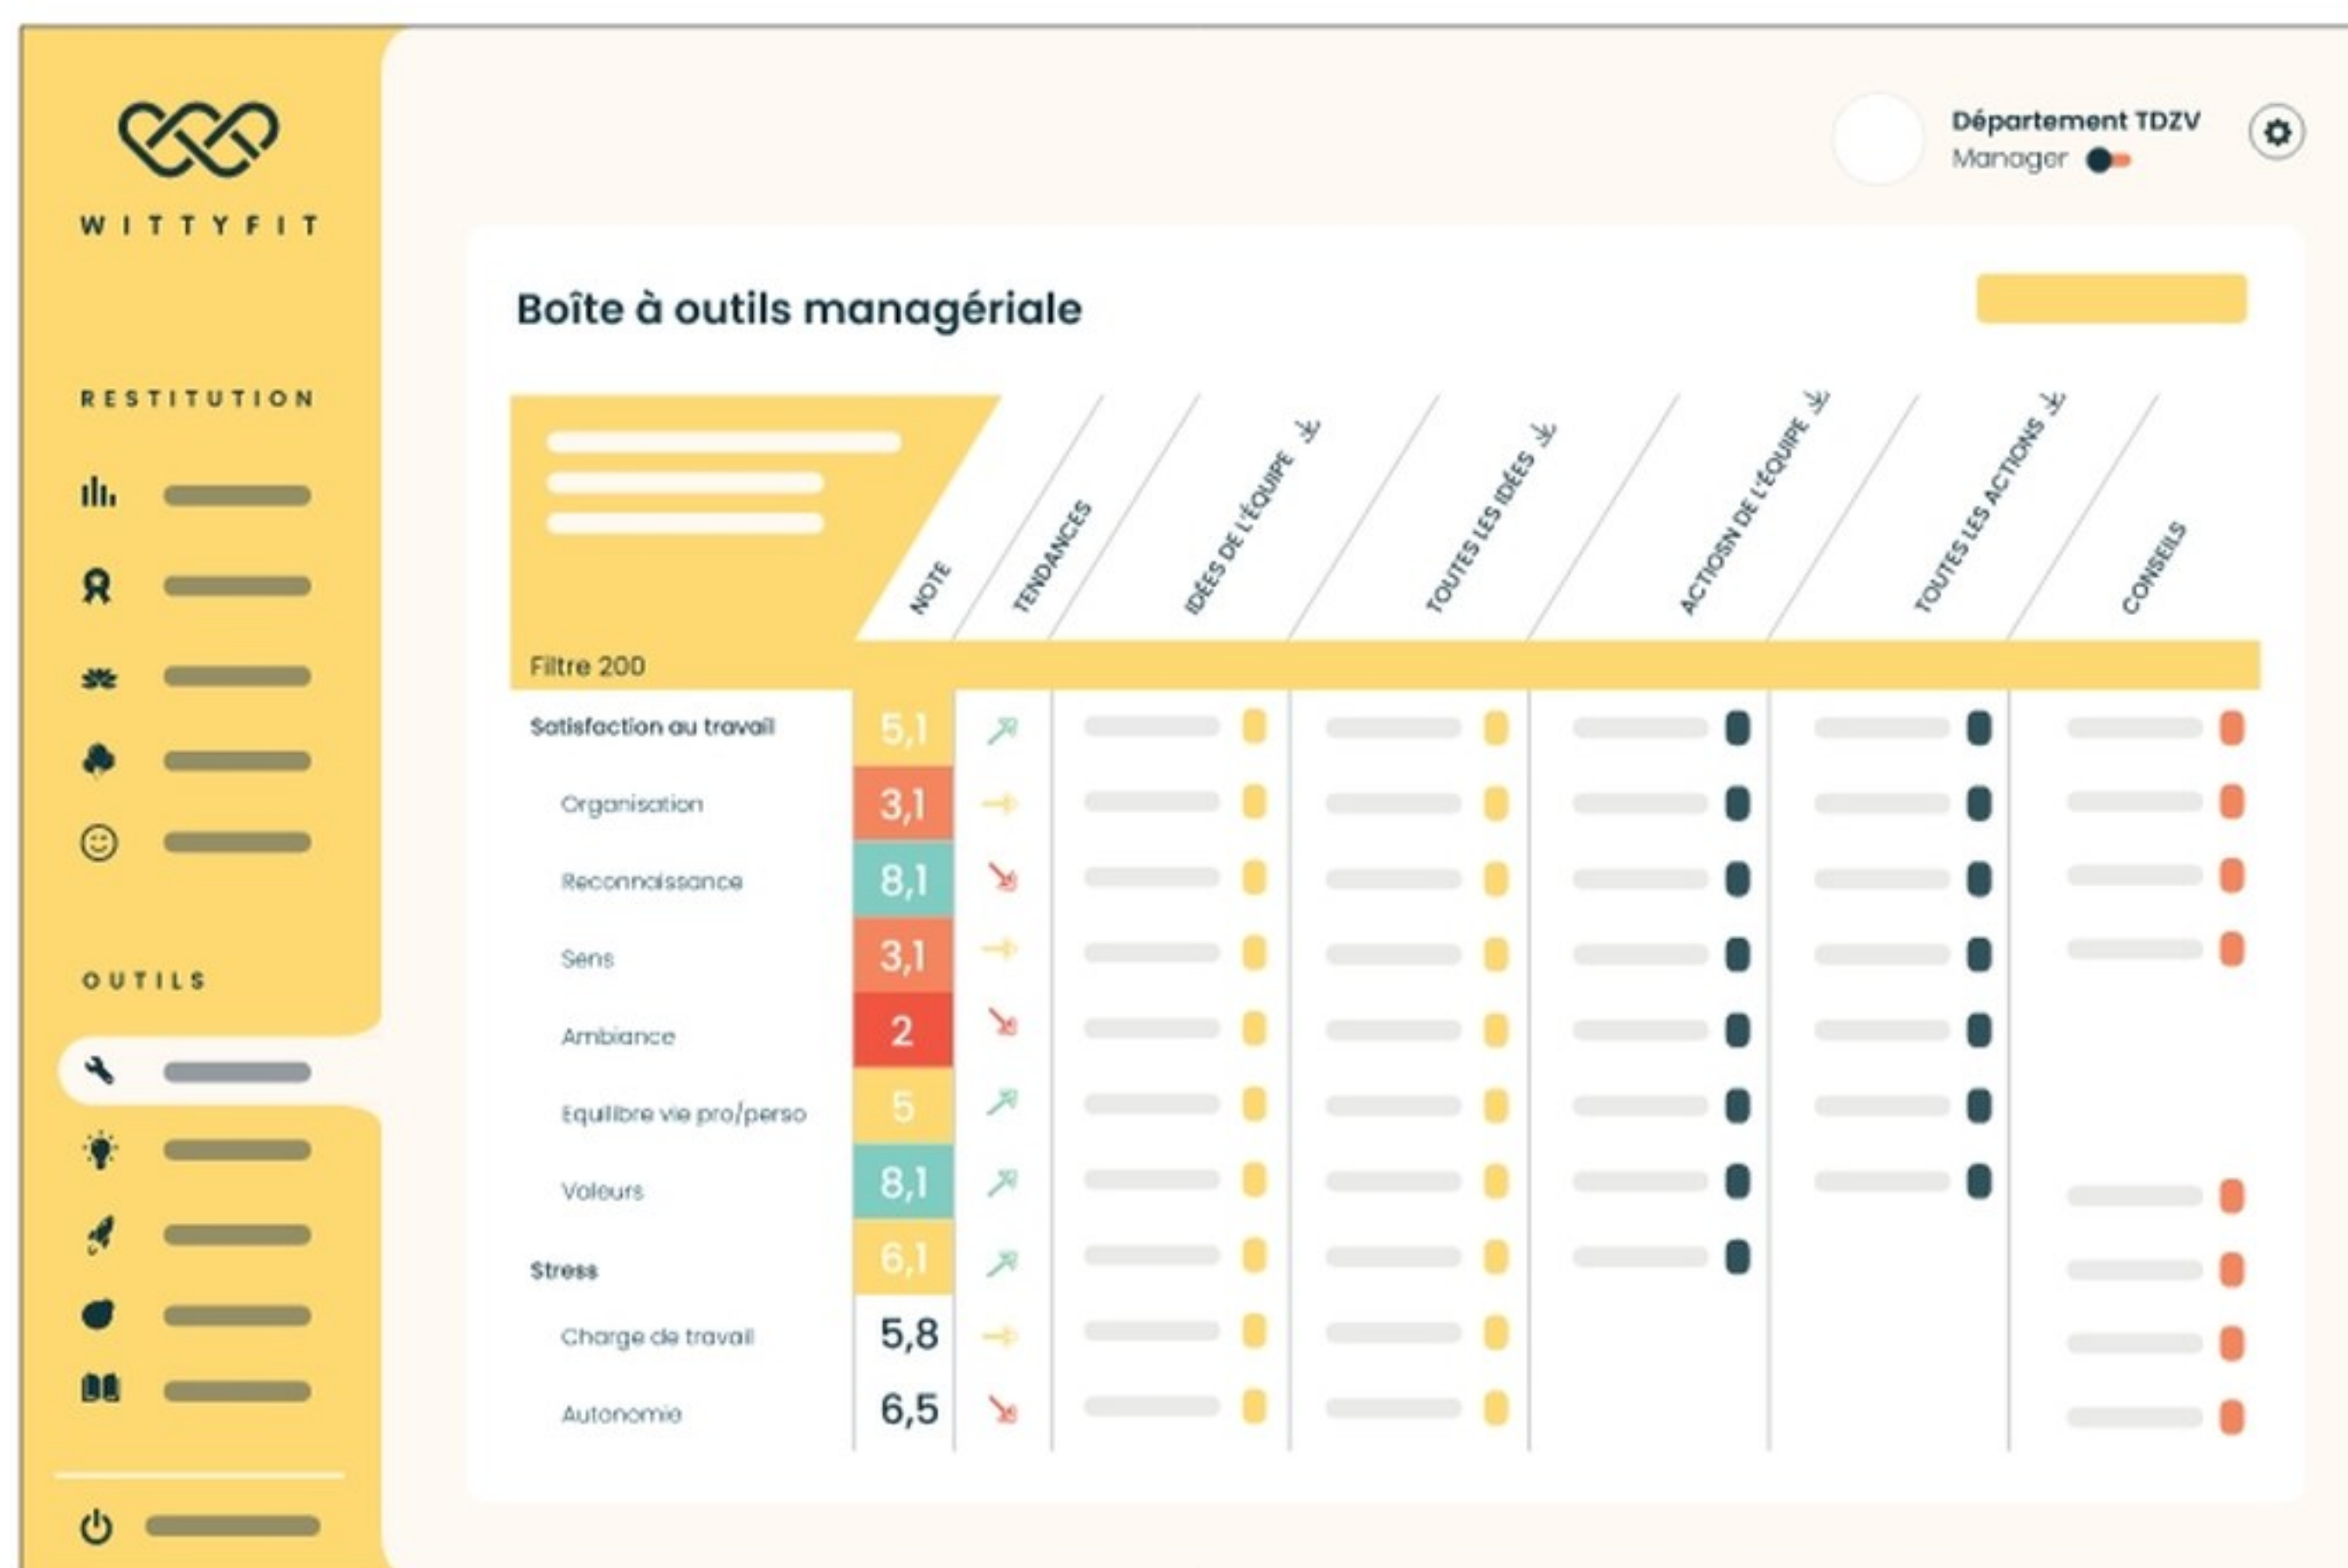 WITTYFIT
RESTITUTION
OUTILS
Département TDZV
Manager
Boîte à outils managériale
NOTE
TENDANCES
IDÉES DE L'ÉQUIPE
TOUTES LES IDÉES
ACTIOSN DE L'ÉQUIPE
TOUTES LES ACTIONS
CONSEILS
Filtre 200
Satisfaction au travail 5,1
Organisation 3,1
Reconnaissance 8,1
Sens 3,1
Ambiance 2
Equilibre vie pro/perso 5
Valeurs 8,1
Stress 6,1
Charge de travail 5,8
Autonomie 6,5